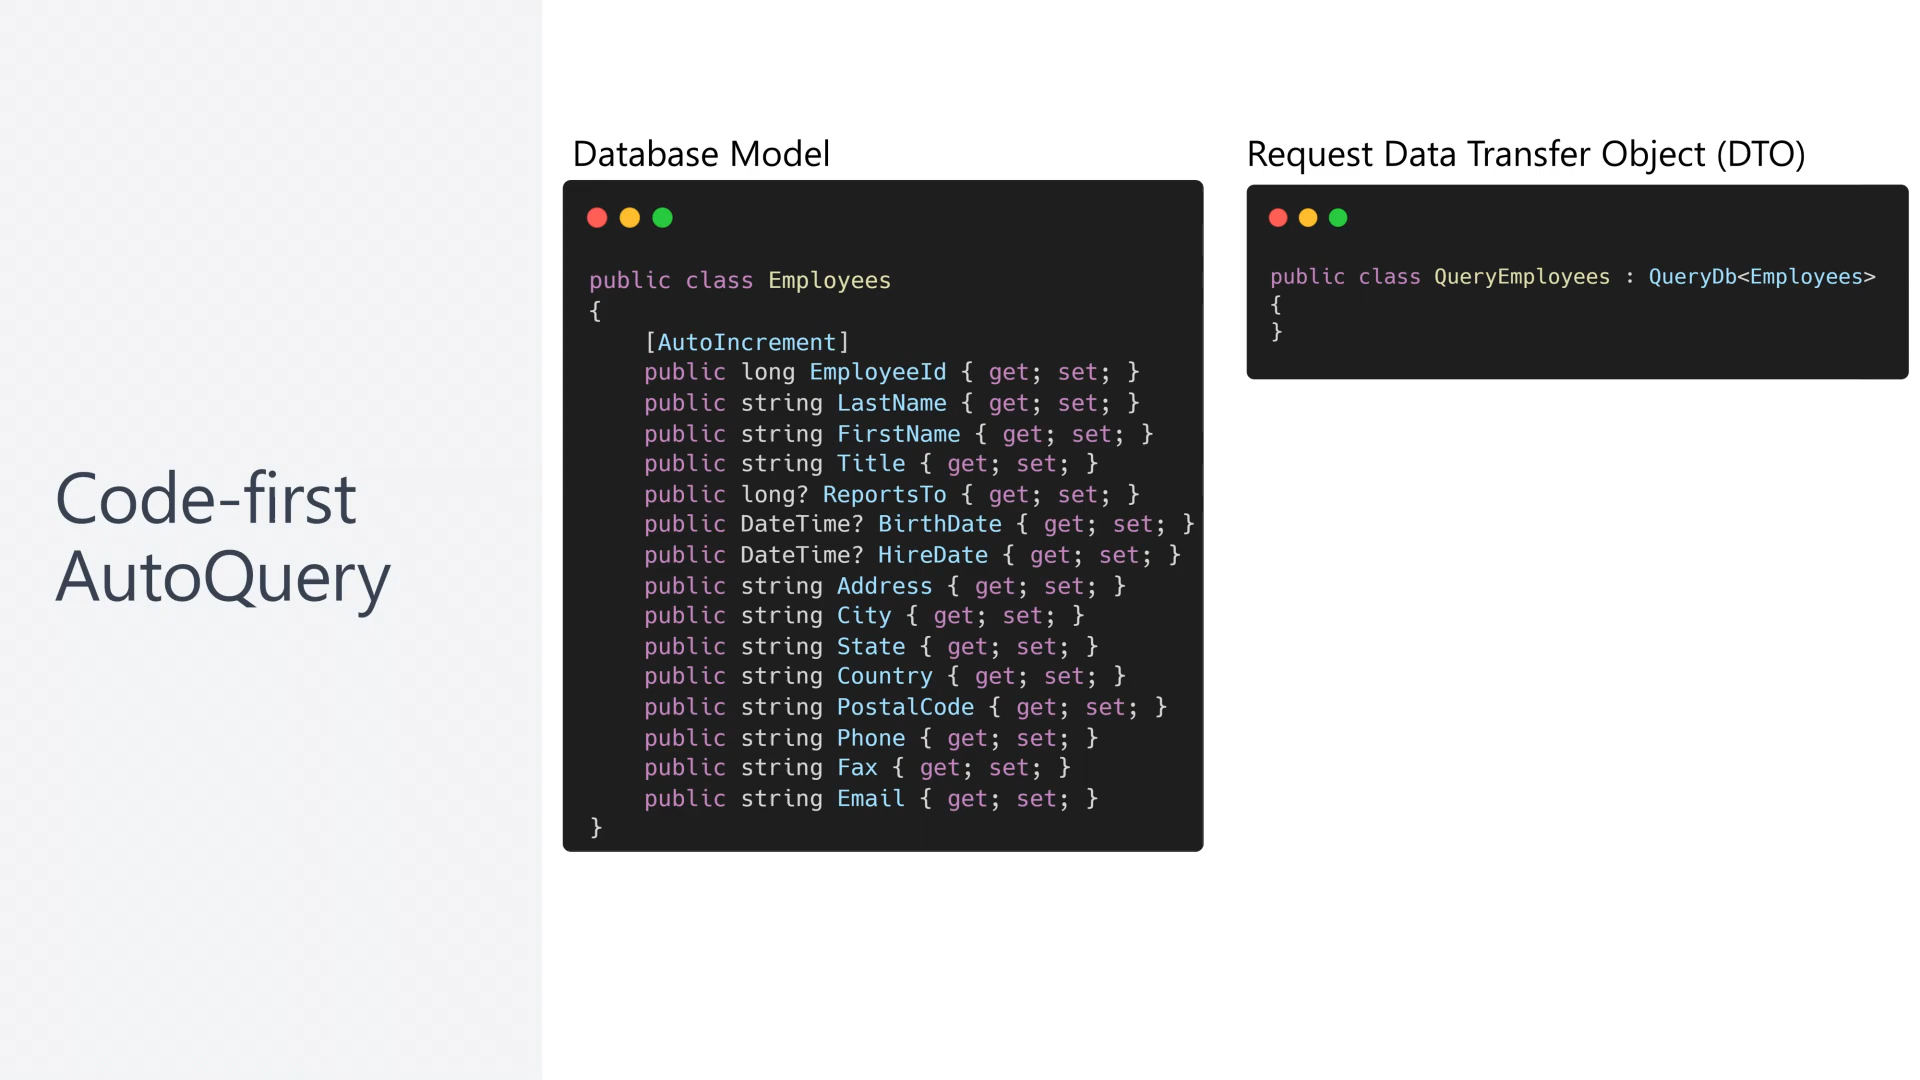 Code-first
AutoQuery
Database Model
public class Employees
{
    [AutoIncrement]
    public long EmployeeId { get; set; }
    public string LastName { get; set; }
    public string FirstName { get; set; }
    public string Title { get; set; }
    public long? ReportsTo { get; set; }
    public DateTime? BirthDate { get; set; }
    public DateTime? HireDate { get; set; }
    public string Address { get; set; }
    public string City { get; set; }
    public string State { get; set; }
    public string Country { get; set; }
    public string PostalCode { get; set; }
    public string Phone { get; set; }
    public string Fax { get; set; }
    public string Email { get; set; }
}
Request Data Transfer Object (DTO)
public class QueryEmployees : QueryDb<Employees>
{
}